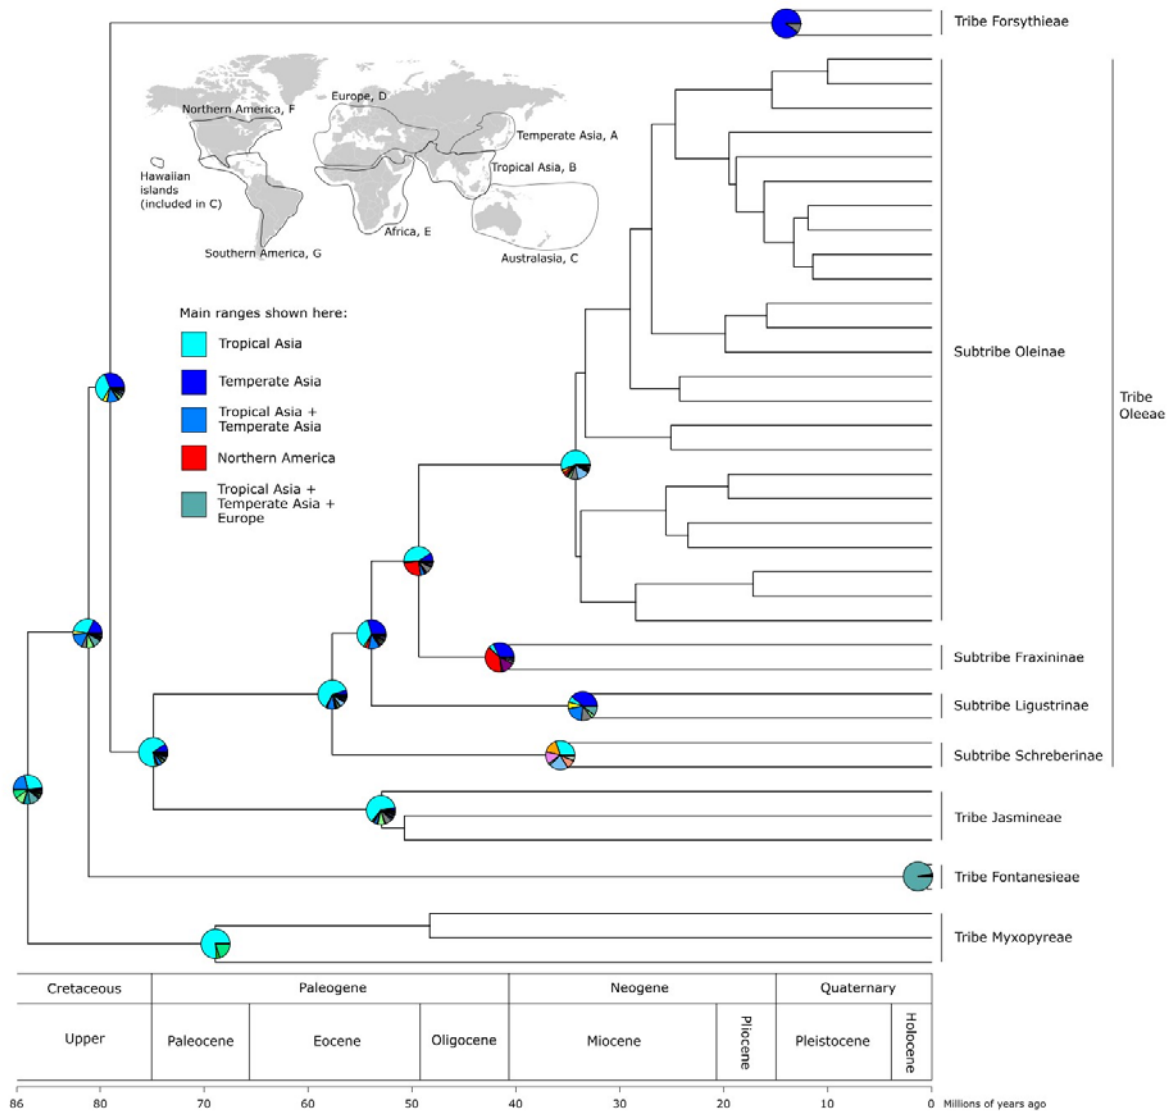 Tribe Forsythieae
Europe, D
Northern America, F
Temperate Asia, A
Tropical Asia, B
Hawaiian
islands
(included in C)
Africa, E
Southern America, G
Australasia, C
Main ranges shown here:
Tropical Asia
Temperate Asia
Tropical Asia +
Temperate Asia
Northern America
Tropical Asia +
Temperate Asia +
Europe
Subtribe Oleinae
Tribe
Oleeae
Subtribe Fraxininae
Subtribe Ligustrinae
Subtribe Schreberinae
Tribe Jasmineae
Tribe Fontanesieae
Tribe Myxopyreae
Cretaceous Paleogene Neogene Quaternary
Upper Paleocene Eocene Oligocene Miocene Pliocene Pleistocene Holocene
86 80 70 60 50 40 30 20 10 0 Millions of years ago